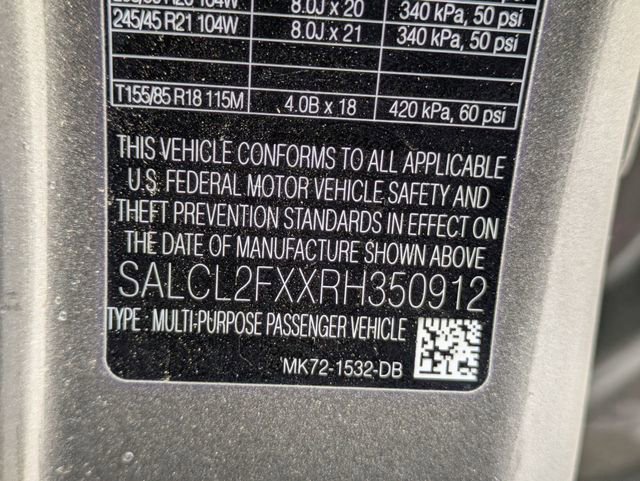 8.0J x 20 340 kPa, 50 psi
245/45 R21 104W 8.0J x 21 340 kPa, 50 psi
T155/85 R18 115M 4.0B x 18 420 kPa, 60 psi
THIS VEHICLE CONFORMS TO ALL APPLICABLE
U.S. FEDERAL MOTOR VEHICLE SAFETY AND
THEFT PREVENTION STANDARDS IN EFFECT ON
THE DATE OF MANUFACTURE SHOWN ABOVE
SALCL2FXXRH350912
TYPE : MULTI-PURPOSE PASSENGER VEHICLE
MK72-1532-DB